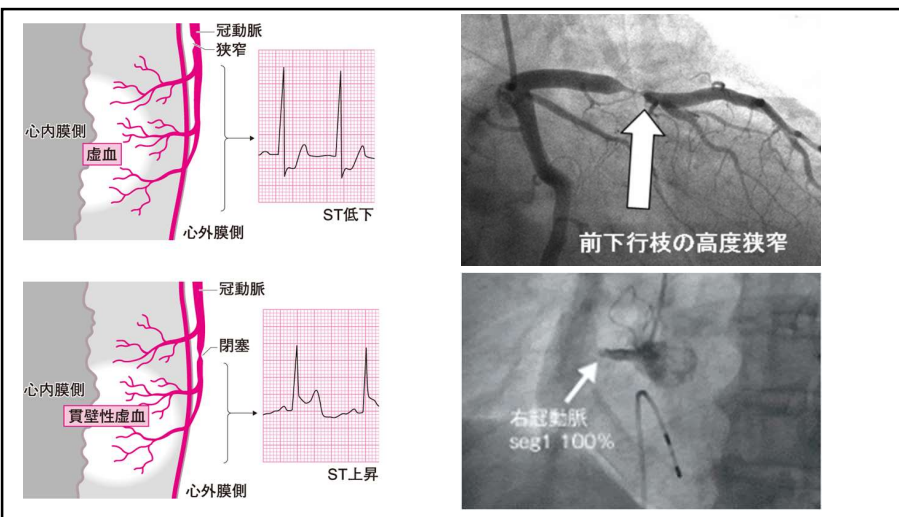 冠動脈
狭窄
心内膜側
虚血
心外膜側
ST低下
前下行枝の高度狭窄
冠動脈
閉塞
心内膜側
貫壁性虚血
心外膜側
ST上昇
右冠動脈
seg1 100%